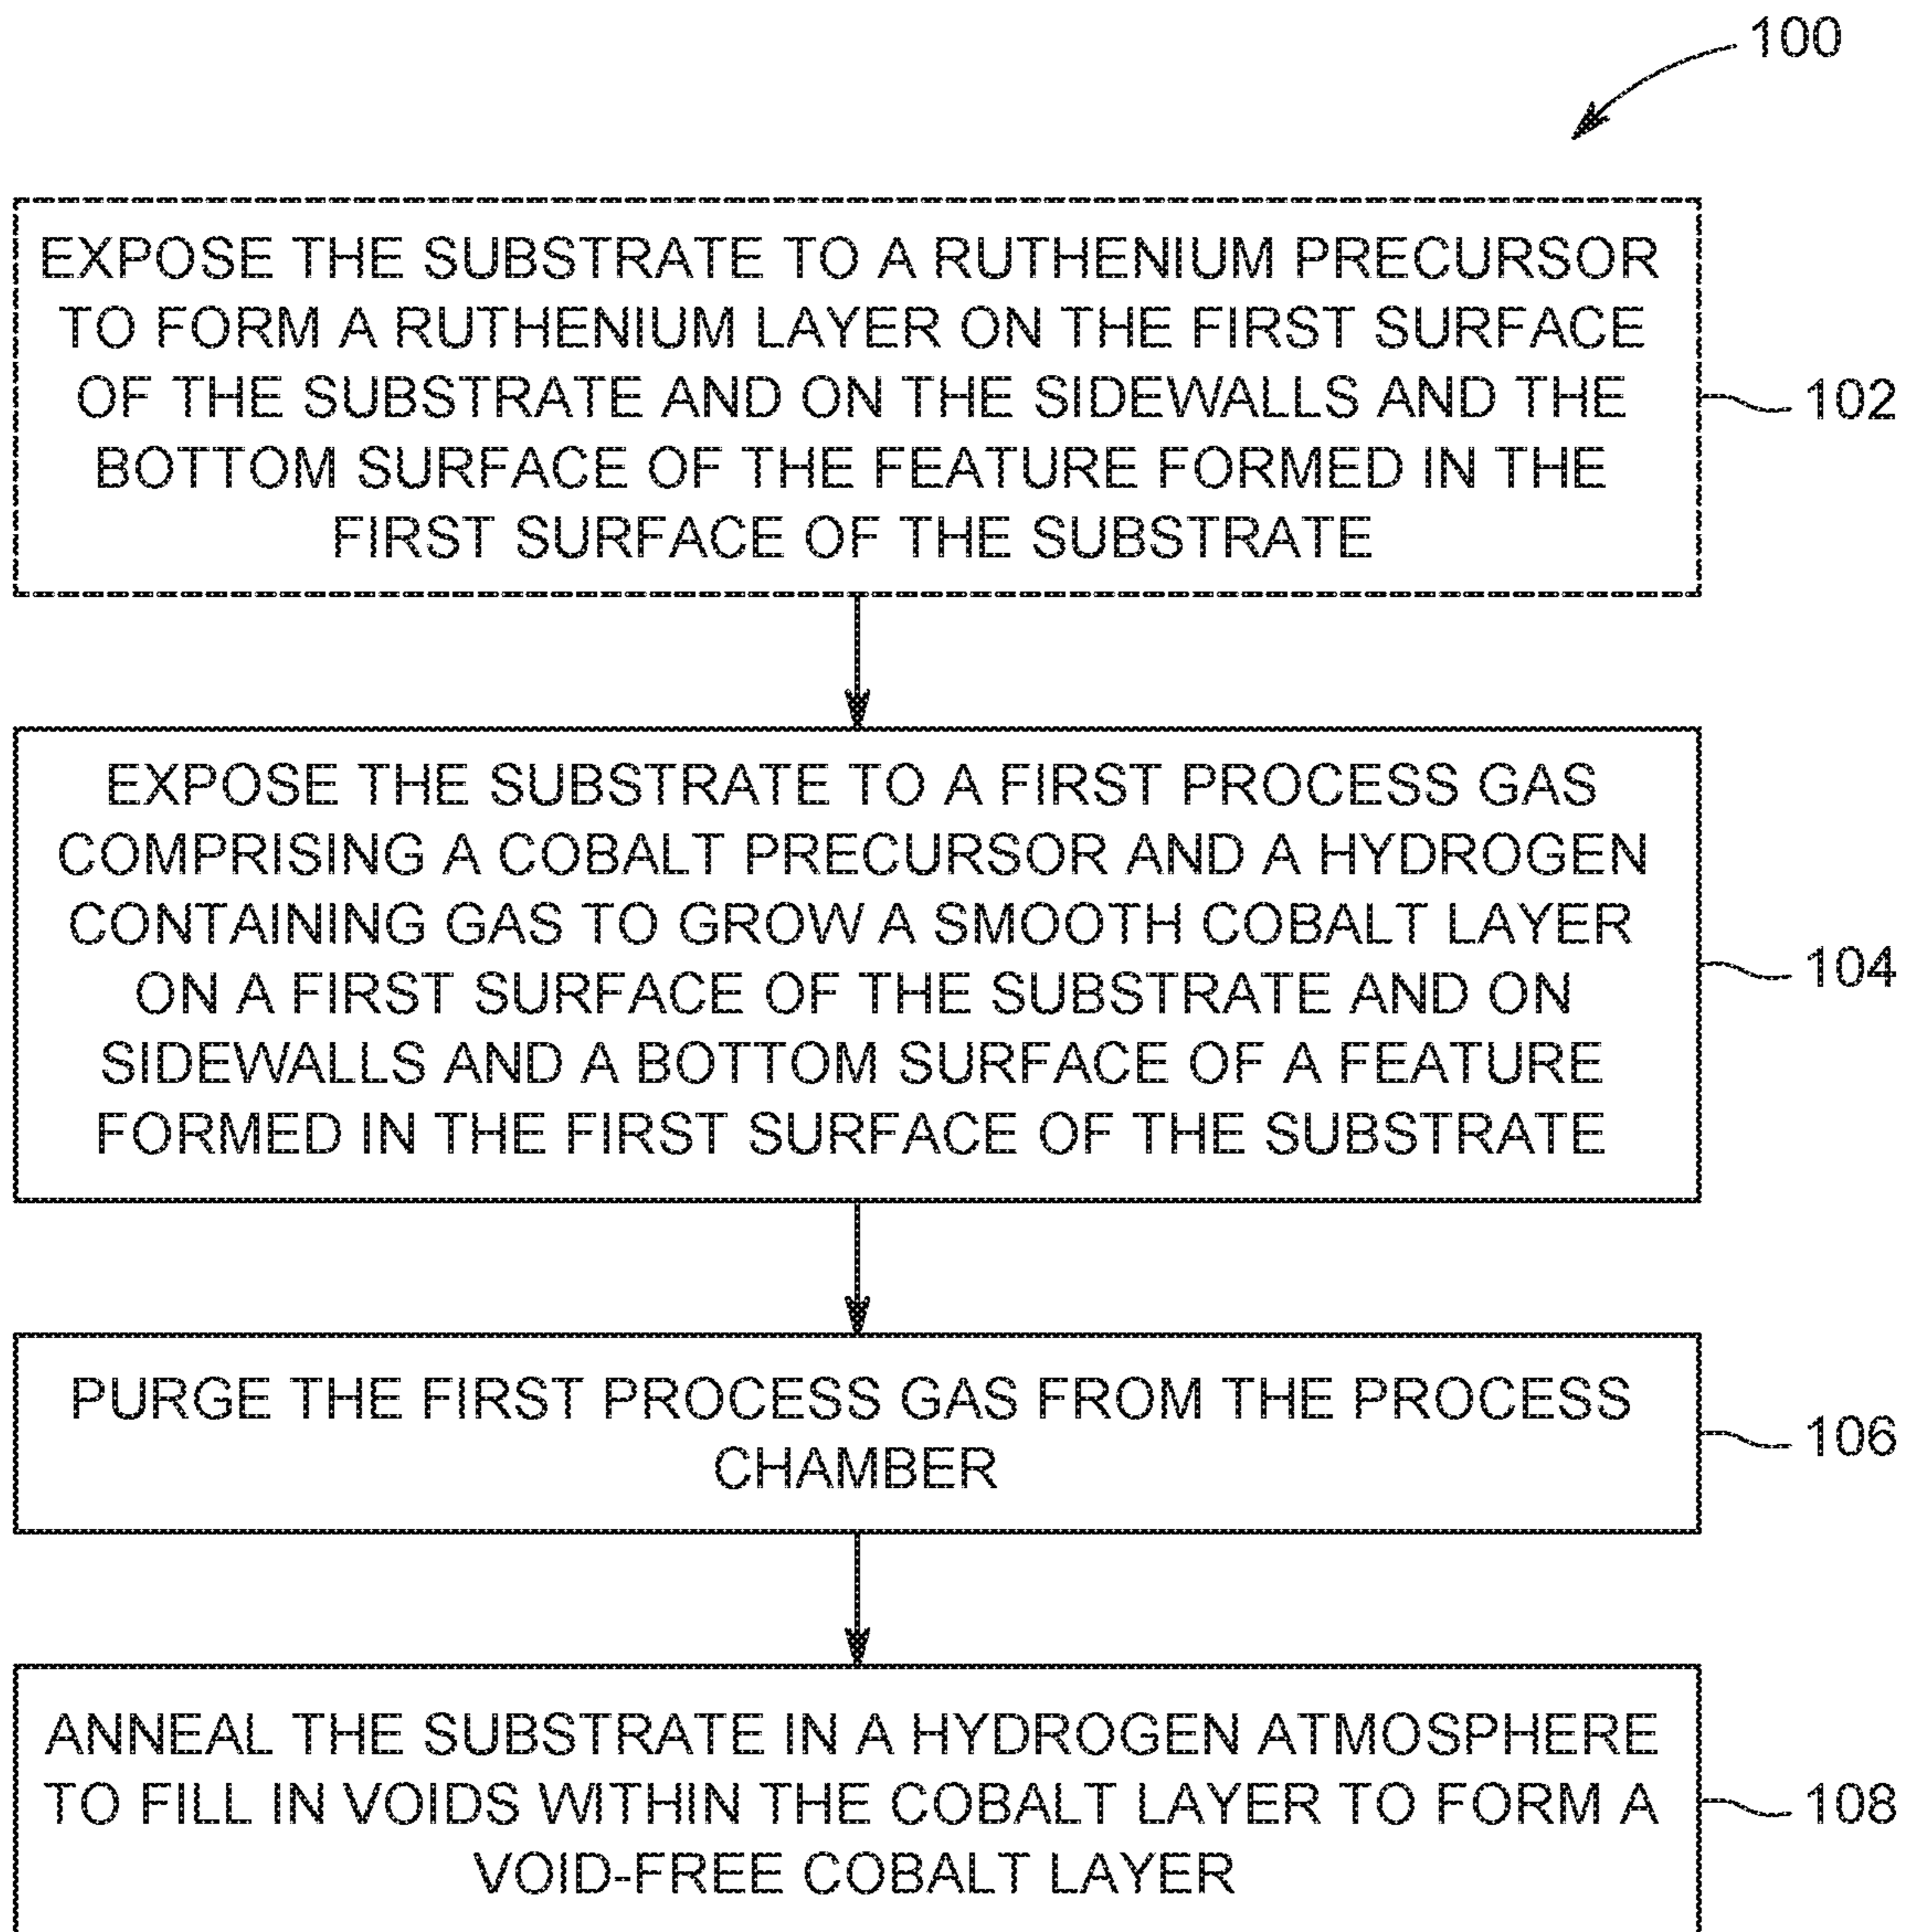 100
EXPOSE THE SUBSTRATE TO A RUTHENIUM PRECURSOR
TO FORM A RUTHENIUM LAYER ON THE FIRST SURFACE
OF THE SUBSTRATE AND ON THE SIDEWALLS AND THE
BOTTOM SURFACE OF THE FEATURE FORMED IN THE
FIRST SURFACE OF THE SUBSTRATE
102
EXPOSE THE SUBSTRATE TO A FIRST PROCESS GAS
COMPRISING A COBALT PRECURSOR AND A HYDROGEN
CONTAINING GAS TO GROW A SMOOTH COBALT LAYER
ON A FIRST SURFACE OF THE SUBSTRATE AND ON
SIDEWALLS AND A BOTTOM SURFACE OF A FEATURE
FORMED IN THE FIRST SURFACE OF THE SUBSTRATE
104
PURGE THE FIRST PROCESS GAS FROM THE PROCESS
CHAMBER
106
ANNEAL THE SUBSTRATE IN A HYDROGEN ATMOSPHERE
TO FILL IN VOIDS WITHIN THE COBALT LAYER TO FORM A
VOID-FREE COBALT LAYER
108